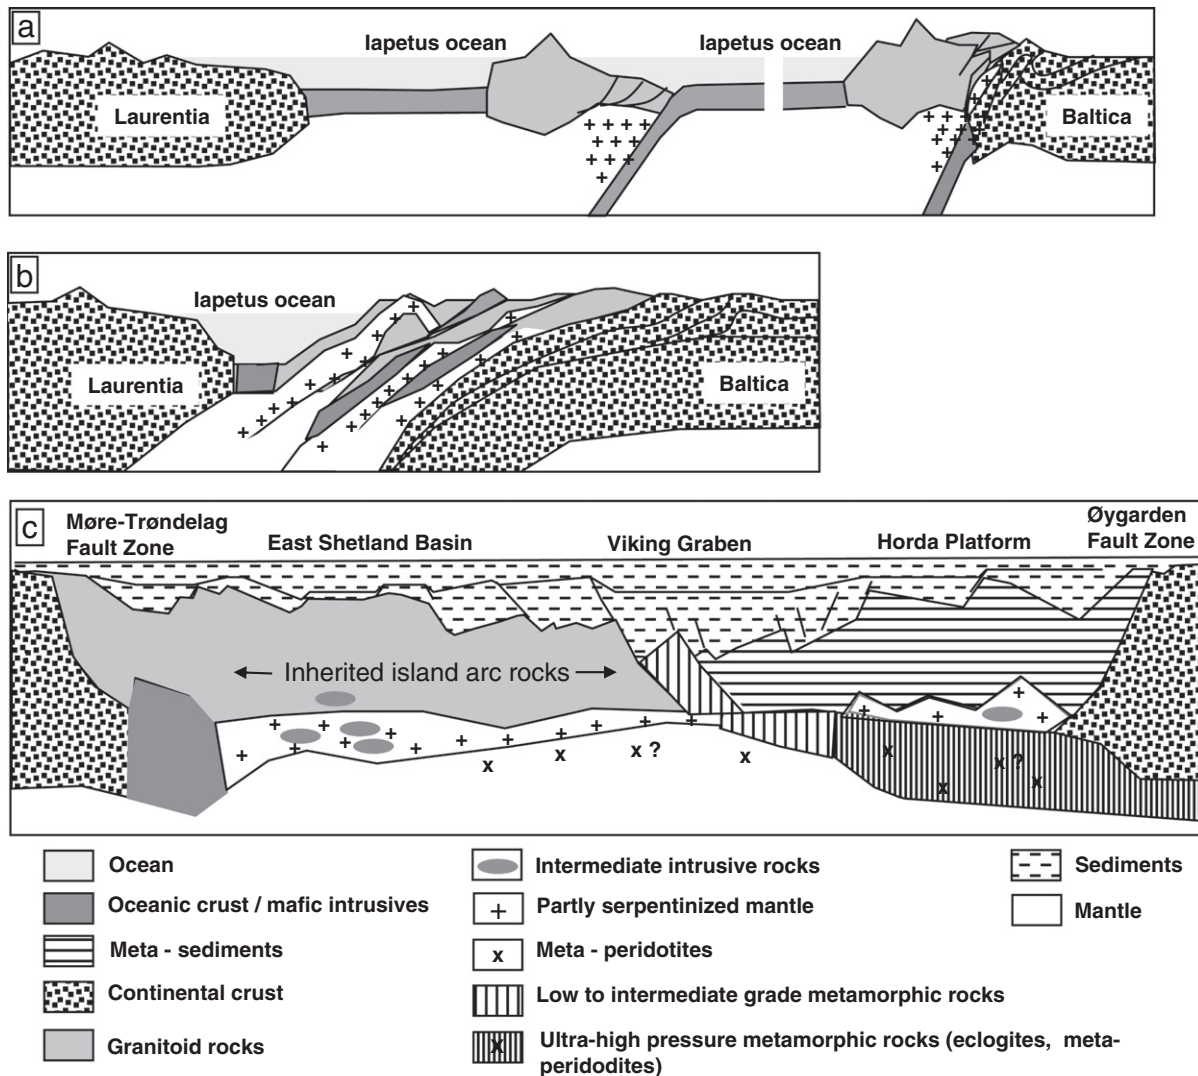 a
Iapetus ocean
Iapetus ocean
Laurentia
Baltica
b
Iapetus ocean
Laurentia
Baltica
c
Møre-Trøndelag
Fault Zone
East Shetland Basin
Viking Graben
Horda Platform
Øygarden
Fault Zone
Inherited island arc rocks
x
x
x ?
x
x
x ?
x
x
Ocean
Oceanic crust / mafic intrusives
Meta - sediments
Continental crust
Granitoid rocks
Intermediate intrusive rocks
+ Partly serpentinized mantle
x Meta - peridotites
Low to intermediate grade metamorphic rocks
x Ultra-high pressure metamorphic rocks (eclogites, meta-
peridodites)
Sediments
Mantle